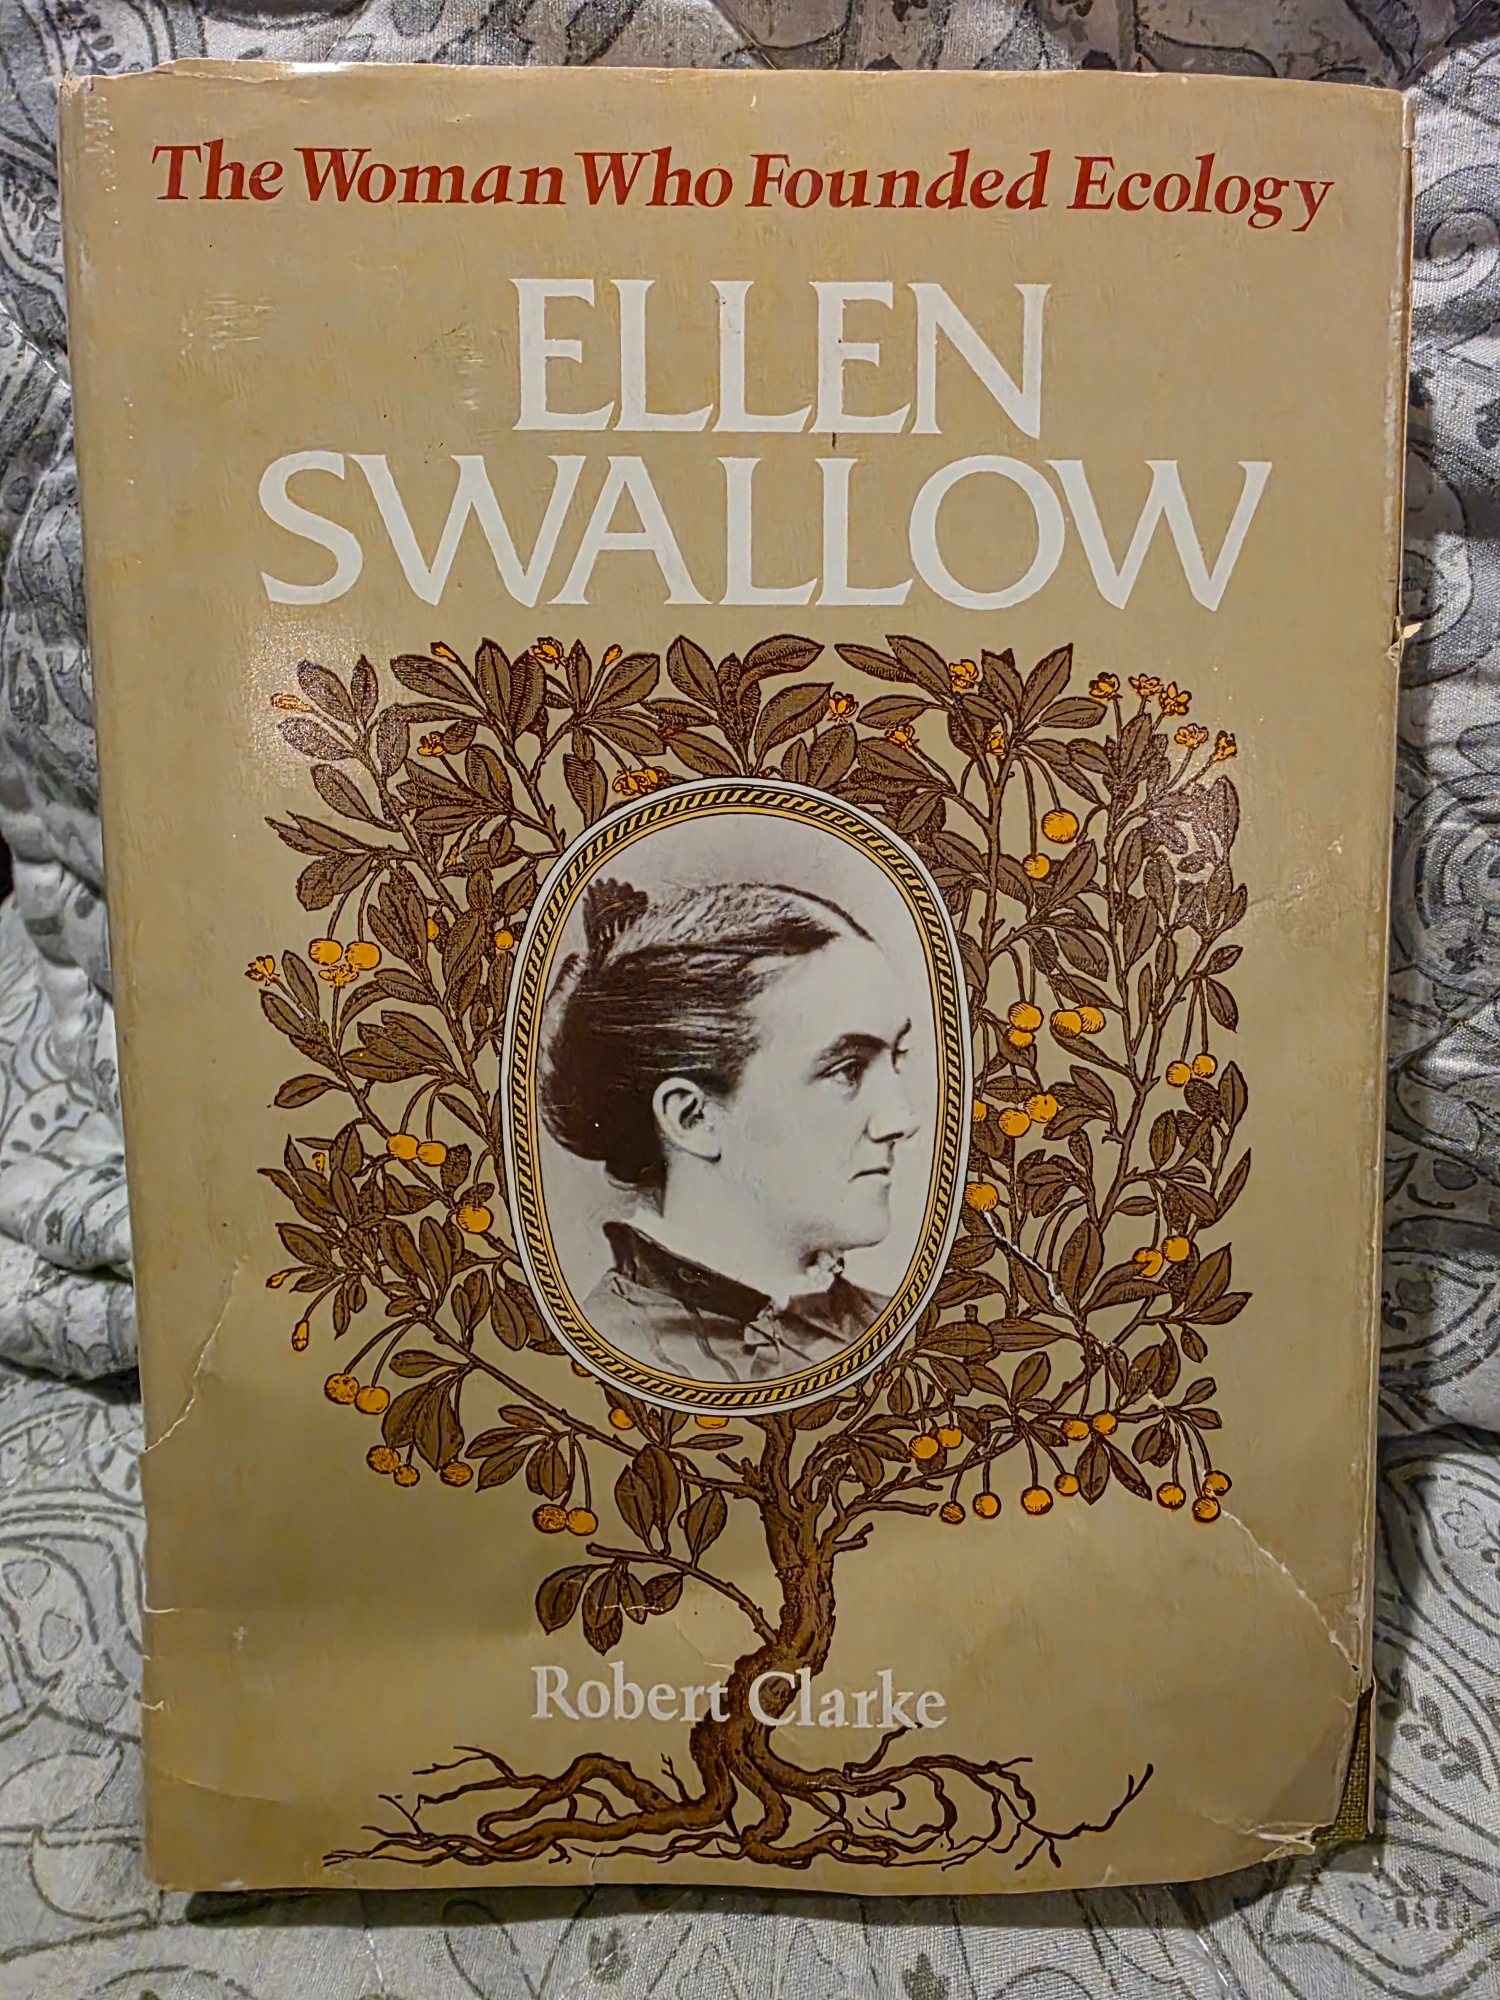 The Woman Who Founded Ecology
ELLEN
SWALLOW
Robert Clarke